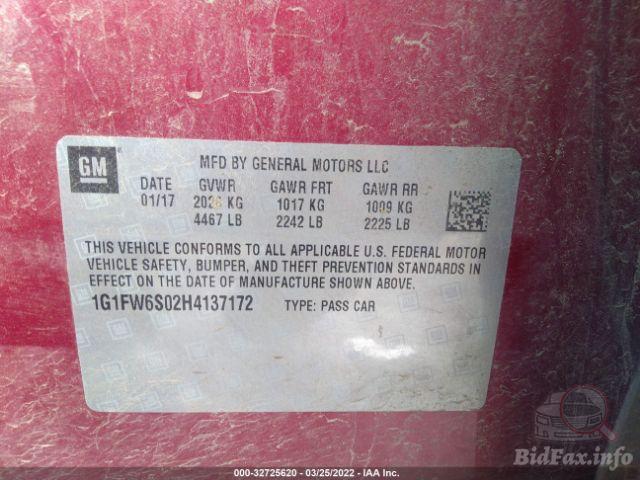 GM
MFD BY GENERAL MOTORS LLC
DATE GVWR GAWR FRT GAWR RR
01/17 2026 KG 1017 KG 1009 KG
4467 LB 2242 LB 2225 LB
THIS VEHICLE CONFORMS TO ALL APPLICABLE U.S. FEDERAL MOTOR
VEHICLE SAFETY, BUMPER, AND THEFT PREVENTION STANDARDS IN
EFFECT ON THE DATE OF MANUFACTURE SHOWN ABOVE.
1G1FW6S02H4137172 TYPE: PASS CAR
BidFax.info
000-32725620 - 03/25/2022 - IAA Inc.